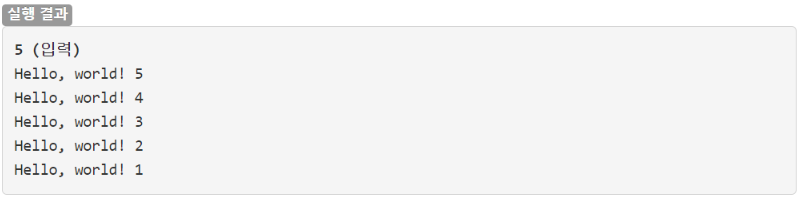 실행 결과
5 (입력)
Hello, world! 5
Hello, world! 4
Hello, world! 3
Hello, world! 2
Hello, world! 1